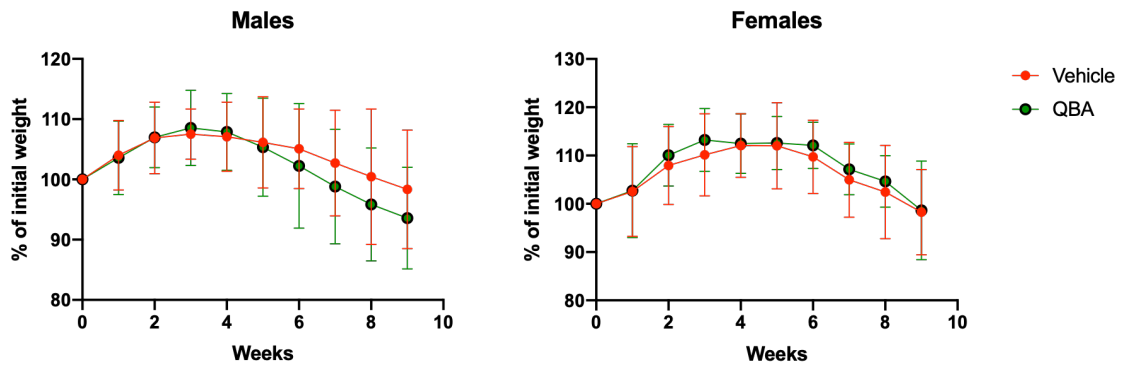 Males
% of initial weight
120
110
100
90
80
0 2 4 6 8 10
Weeks
Females
% of initial weight
130
120
110
100
90
80
0 2 4 6 8 10
Weeks
Vehicle
QBA